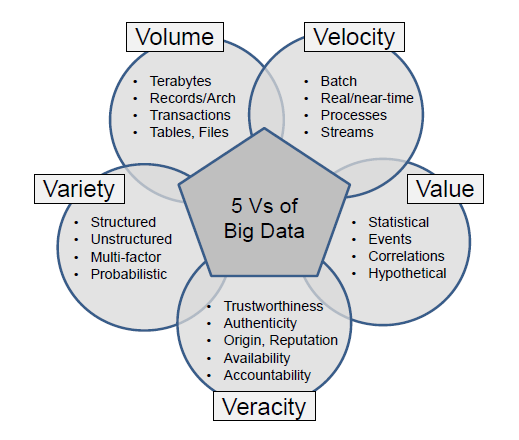 Volume
• Terabytes
• Records/Arch
• Transactions
• Tables, Files
Velocity
• Batch
• Real/near-time
• Processes
• Streams
Variety
• Structured
• Unstructured
• Multi-factor
• Probabilistic
5 Vs of
Big Data
Value
• Statistical
• Events
• Correlations
• Hypothetical
• Trustworthiness
• Authenticity
• Origin, Reputation
• Availability
• Accountability
Veracity